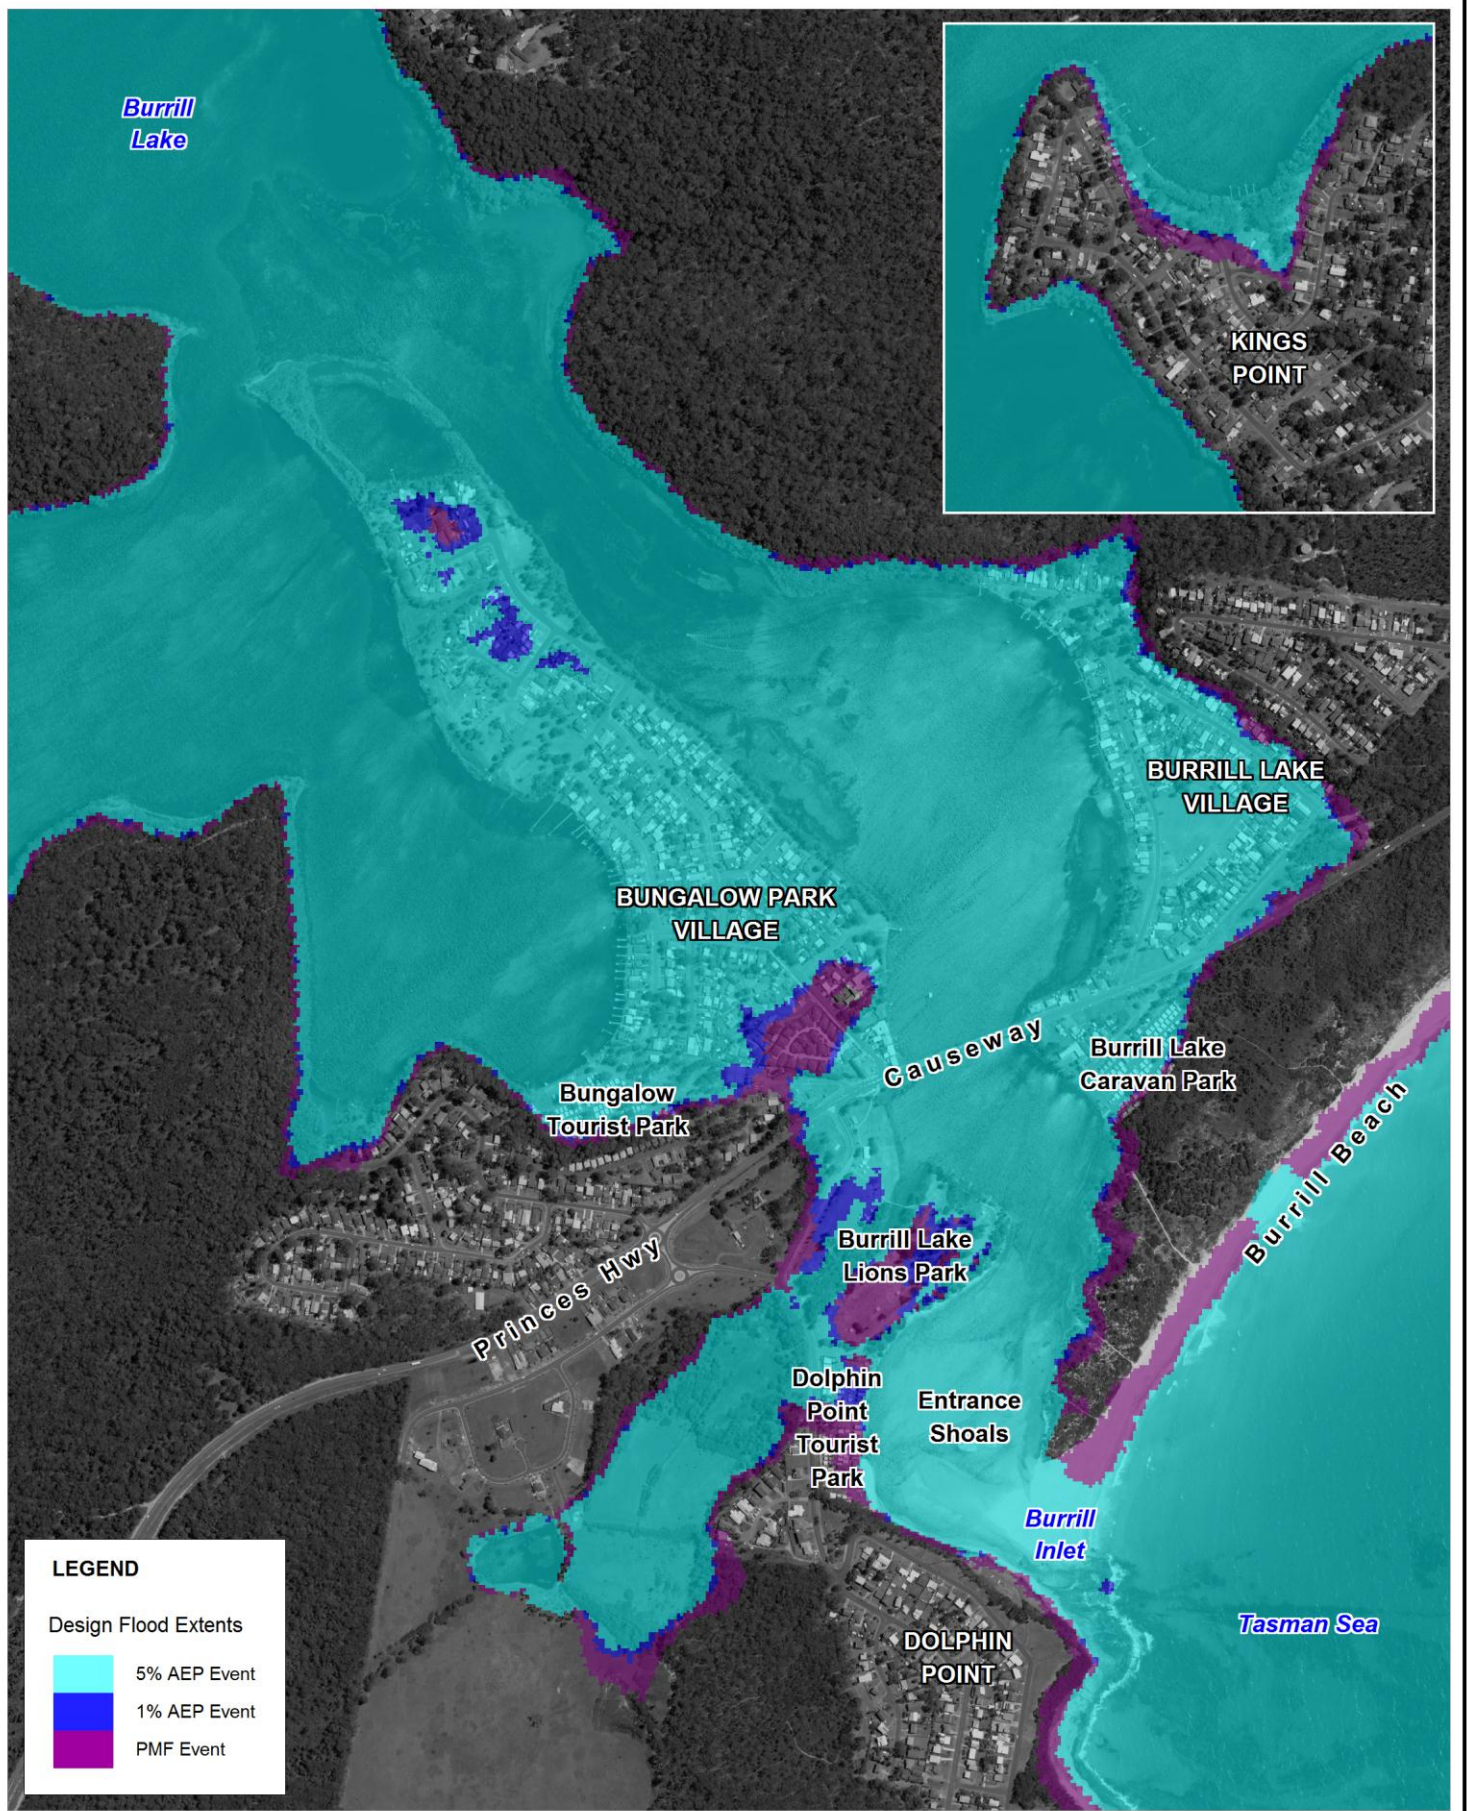 Burrill
Lake
KINGS
POINT
BURRILL LAKE
VILLAGE
BUNGALOW PARK
VILLAGE
Causeway
Burrill Lake
Caravan Park
Bungalow
Tourist Park
Burrill Beach
Burrill Lake
Lions Park
Princes Hwy
Dolphin
Point
Tourist
Park
Entrance
Shoals
Burrill
Inlet
Tasman Sea
DOLPHIN
POINT
LEGEND
Design Flood Extents
5% AEP Event
1% AEP Event
PMF Event